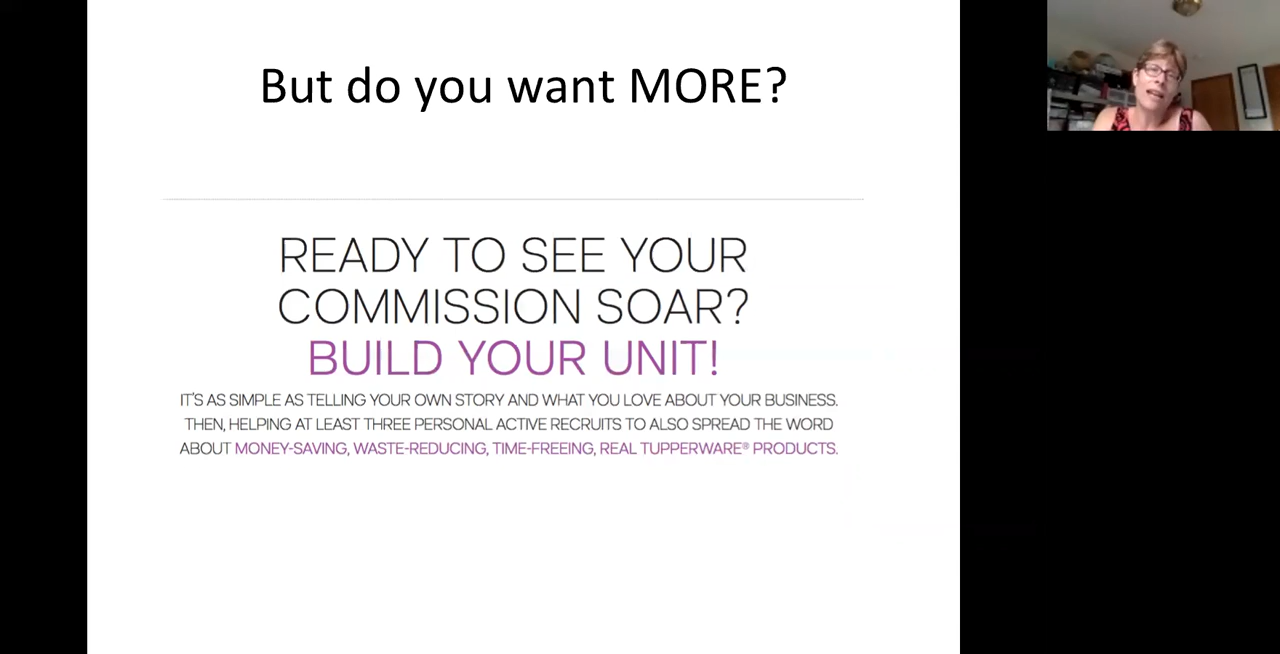 But do you want MORE?
READY TO SEE YOUR
COMMISSION SOAR?
BUILD YOUR UNIT!
IT'S AS SIMPLE AS TELLING YOUR OWN STORY AND WHAT YOU LOVE ABOUT YOUR BUSINESS.
THEN, HELPING AT LEAST THREE PERSONAL ACTIVE RECRUITS TO ALSO SPREAD THE WORD
ABOUT MONEY-SAVING, WASTE-REDUCING, TIME-FREEING, REAL TUPPERWARE® PRODUCTS.